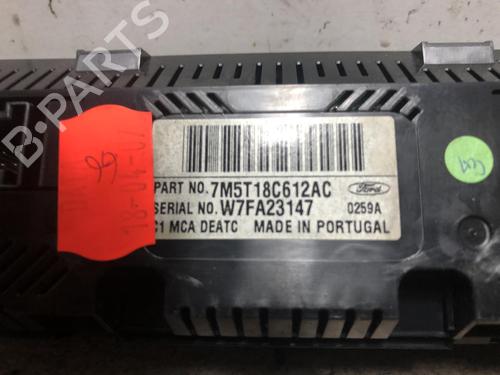 B-PARTS
PART NO. 7M5T18C612AC
Ford
SERIAL NO. W7FA23147
0259A
C1 MCA DEATC MADE IN PORTUGAL